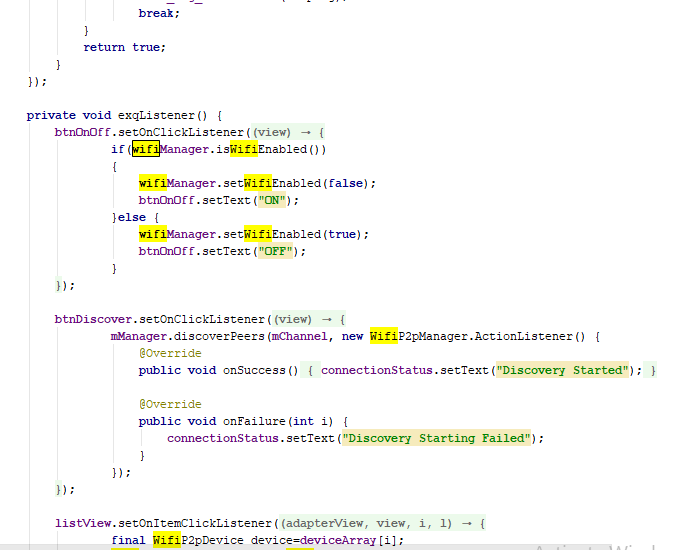 break;
}
return true;
}
});
private void exqListener() {
btnOnOff.setOnClickListener((view) → {
if(wifiManager.isWifiEnabled())
{
wifiManager.setWifiEnabled(false);
btnOnOff.setText("ON");
}else {
wifiManager.setWifiEnabled(true);
btnOnOff.setText("OFF");
}
});
btnDiscover.setOnClickListener((view) → {
mManager.discoverPeers(mChannel, new WifiP2pManager.ActionListener() {
@Override
public void onSuccess() { connectionStatus.setText("Discovery Started"); }
@Override
public void onFailure(int i) {
connectionStatus.setText("Discovery Starting Failed");
}
});
});
listView.setOnItemClickListener((adapterView, view, i, l) → {
final WifiP2pDevice device=deviceArray[i];